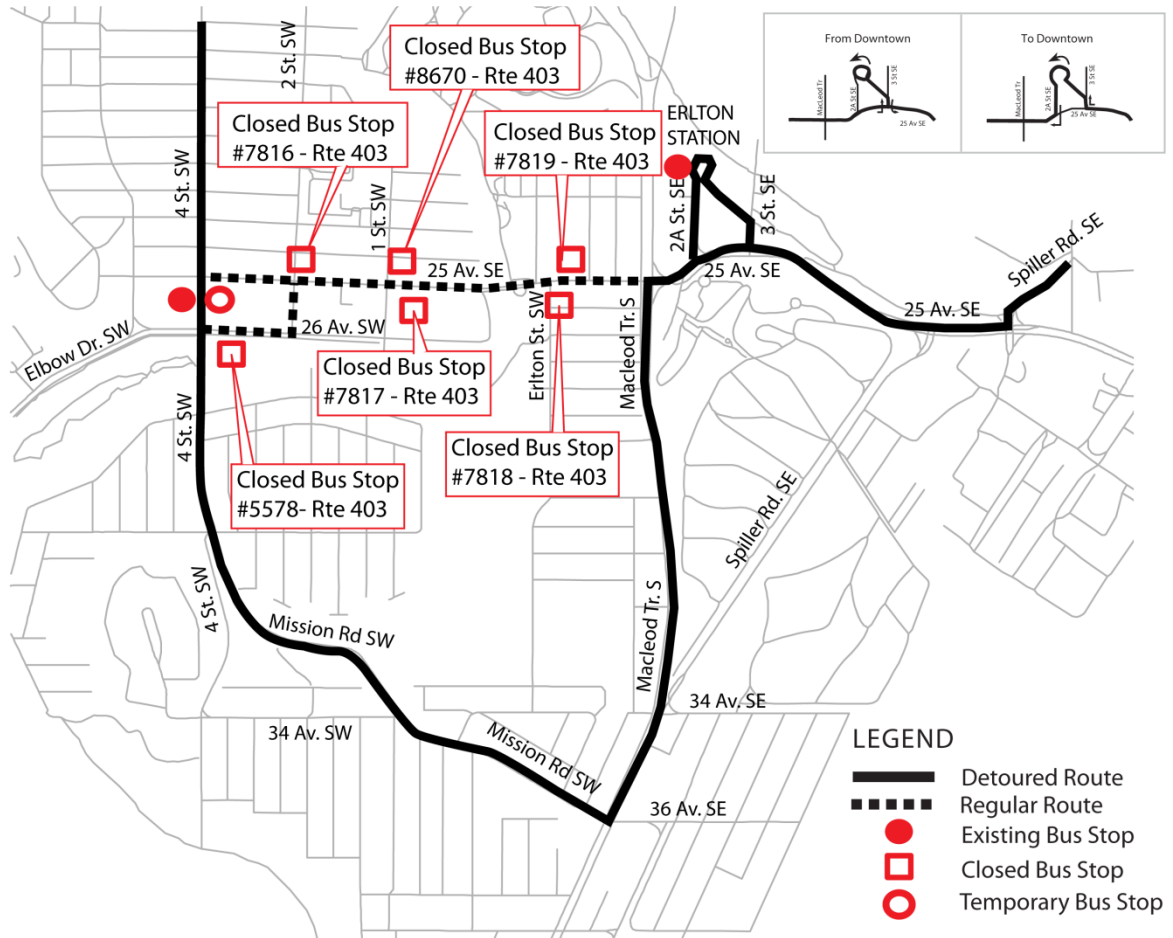 2 St. SW
Closed Bus Stop
#8670 - Rte 403
From Downtown
MacLeod Tr
2A St SE
3 St SE
25 Av SE
To Downtown
MacLeod Tr
2A St SE
3 St SE
25 Av SE
Closed Bus Stop
#7816 - Rte 403
Closed Bus Stop
#7819 - Rte 403
ERLTON
STATION
4 St. SW
1 St. SW
2A St. SE
3 St. SE
25 Av. SE
25 Av. SE
Spiller Rd. SE
25 Av. SE
26 Av. SW
Elbow Dr. SW
Erlton St. SW
Macleod Tr. S
Closed Bus Stop
#7817 - Rte 403
4 St. SW
Closed Bus Stop
#5578- Rte 403
Closed Bus Stop
#7818 - Rte 403
Spiller Rd. SE
4 St. SW
Mission Rd SW
Macleod Tr. S
34 Av. SW
34 Av. SE
Mission Rd SW
36 Av. SE
LEGEND
Detoured Route
Regular Route
Existing Bus Stop
Closed Bus Stop
Temporary Bus Stop